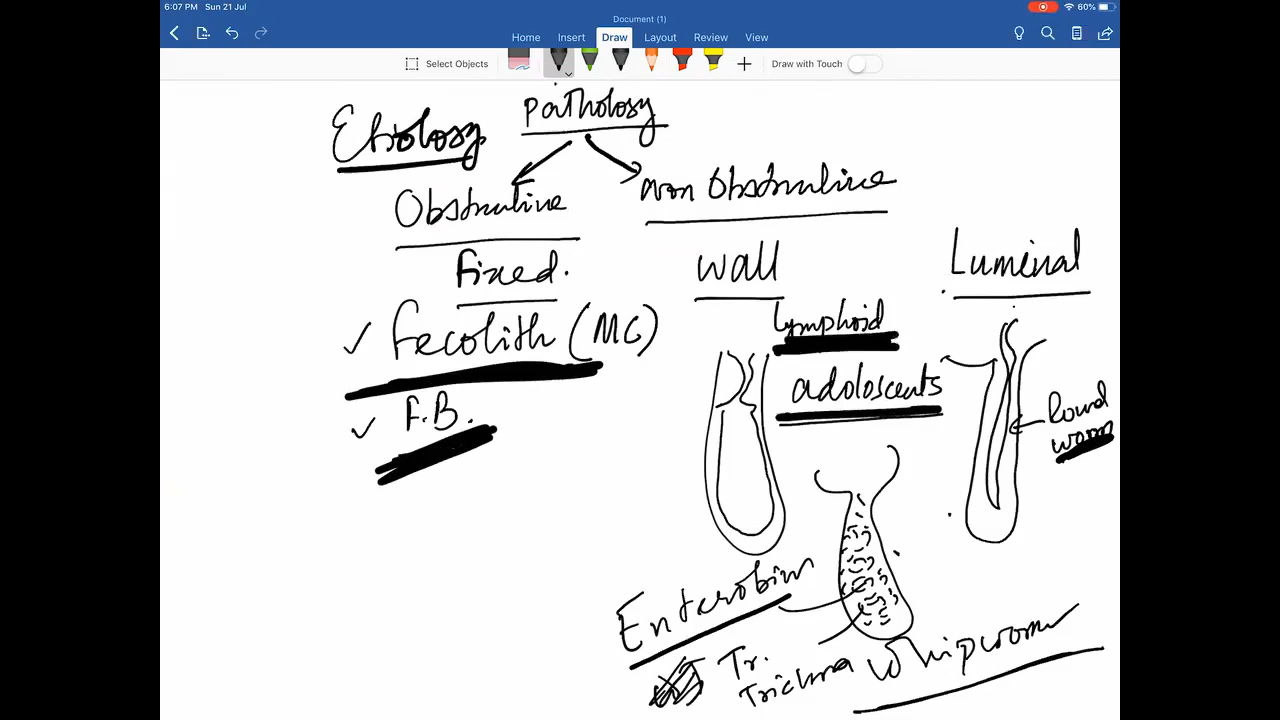 6:07 PM Sun 21 Jul
60%
Document (1)
Home Insert Draw Layout Review View
Select Objects
Draw with Touch
Etiology
Pathology
Obstructive
Non Obstructive
Fixed.
Wall
Luminal
Fecolith (MC)
Lymphoid
adoloscents
F.B.
Round
worm
Enterobius
Tr.
Trichura
Whipworm